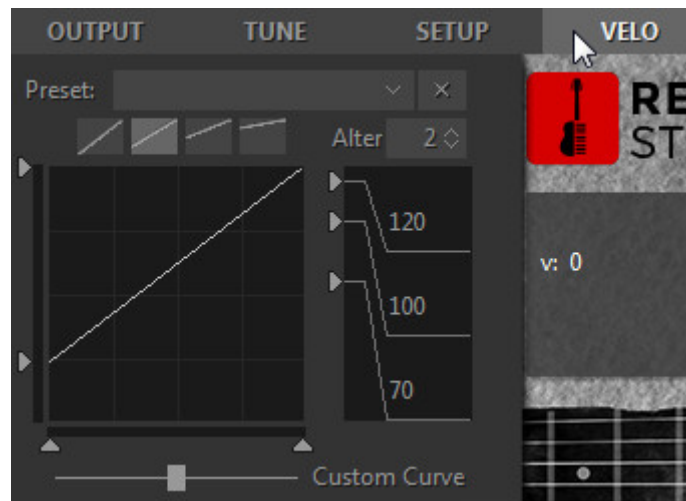 OUTPUT TUNE SETUP VELO
Preset:
RE
Alter 2
ST
120
v: 0
100
70
Custom Curve